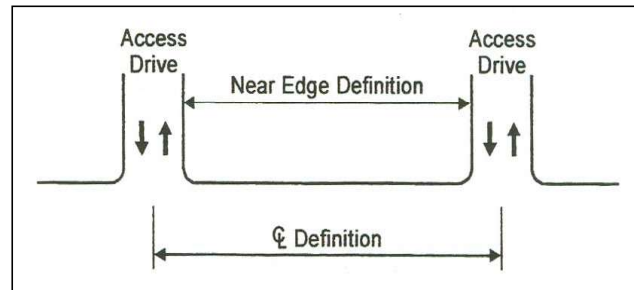 Access
Drive
Access
Drive
Near Edge Definition
℄ Definition